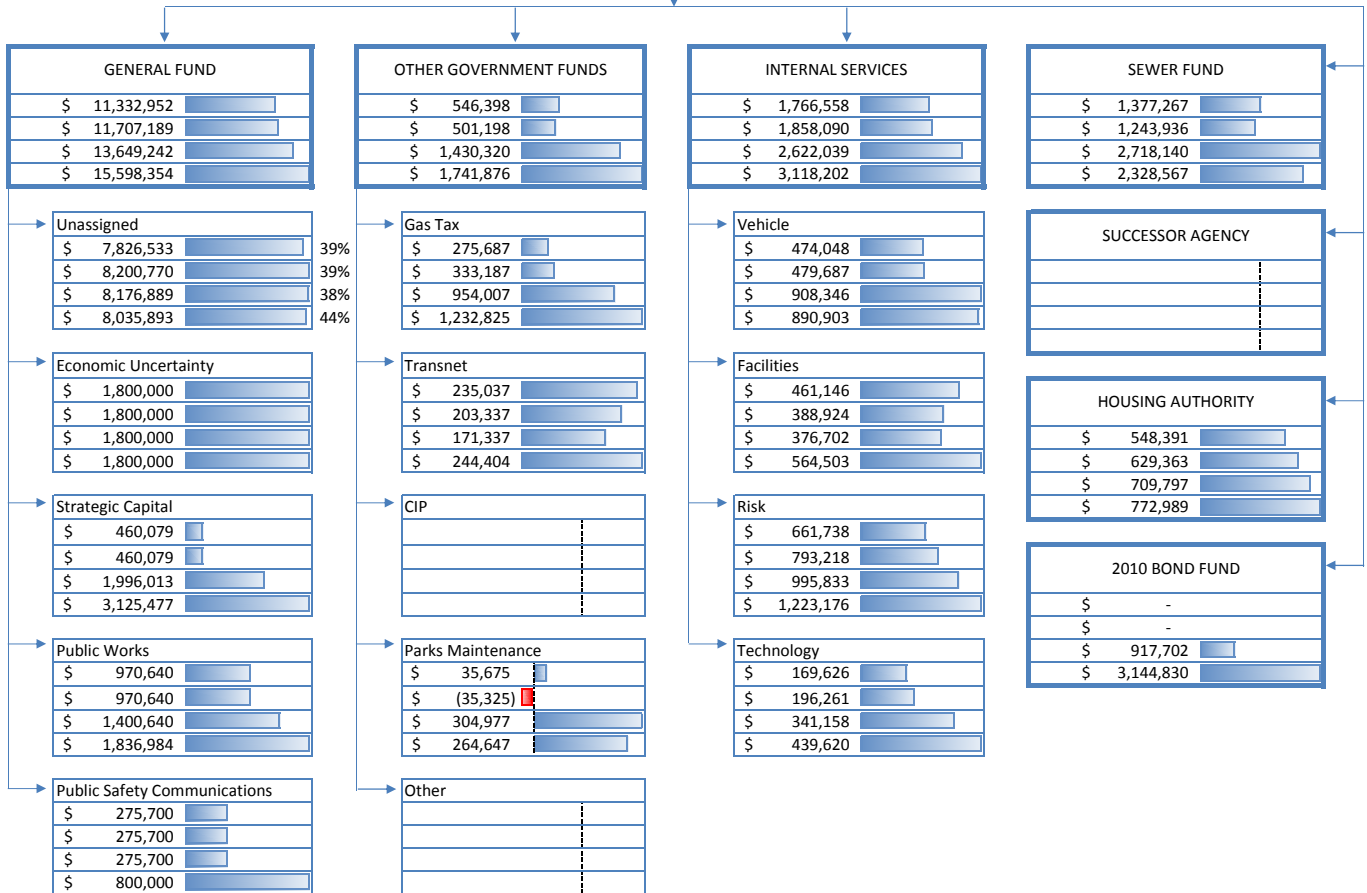 GENERAL FUND
$ 11,332,952
$ 11,707,189
$ 13,649,242
$ 15,598,354
Unassigned
$ 7,826,533 39%
$ 8,200,770 39%
$ 8,176,889 38%
$ 8,035,893 44%
Economic Uncertainty
$ 1,800,000
$ 1,800,000
$ 1,800,000
$ 1,800,000
Strategic Capital
$ 460,079
$ 460,079
$ 1,996,013
$ 3,125,477
Public Works
$ 970,640
$ 970,640
$ 1,400,640
$ 1,836,984
Public Safety Communications
$ 275,700
$ 275,700
$ 275,700
$ 800,000
OTHER GOVERNMENT FUNDS
$ 546,398
$ 501,198
$ 1,430,320
$ 1,741,876
Gas Tax
$ 275,687
$ 333,187
$ 954,007
$ 1,232,825
Transnet
$ 235,037
$ 203,337
$ 171,337
$ 244,404
CIP
Parks Maintenance
$ 35,675
$ (35,325)
$ 304,977
$ 264,647
Other
INTERNAL SERVICES
$ 1,766,558
$ 1,858,090
$ 2,622,039
$ 3,118,202
Vehicle
$ 474,048
$ 479,687
$ 908,346
$ 890,903
Facilities
$ 461,146
$ 388,924
$ 376,702
$ 564,503
Risk
$ 661,738
$ 793,218
$ 995,833
$ 1,223,176
Technology
$ 169,626
$ 196,261
$ 341,158
$ 439,620
SEWER FUND
$ 1,377,267
$ 1,243,936
$ 2,718,140
$ 2,328,567
SUCCESSOR AGENCY
HOUSING AUTHORITY
$ 548,391
$ 629,363
$ 709,797
$ 772,989
2010 BOND FUND
$ -
$ -
$ 917,702
$ 3,144,830